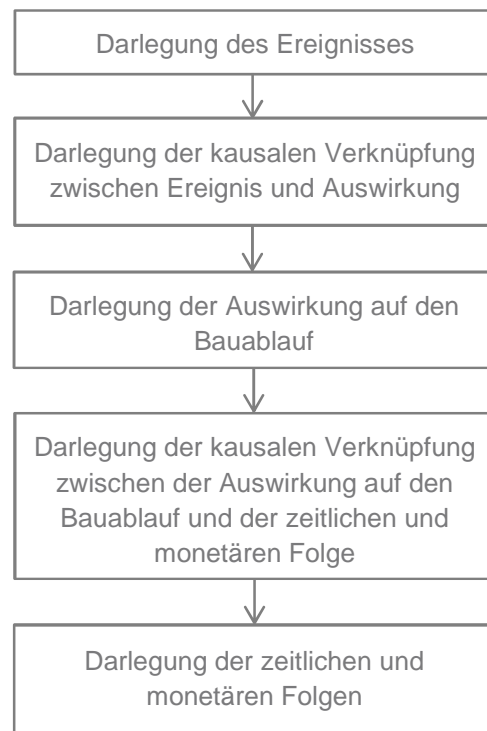 Darlegung des Ereignisses
Darlegung der kausalen Verknüpfung
zwischen Ereignis und Auswirkung
Darlegung der Auswirkung auf den
Bauablauf
Darlegung der kausalen Verknüpfung
zwischen der Auswirkung auf den
Bauablauf und der zeitlichen und
monetären Folge
Darlegung der zeitlichen und
monetären Folgen